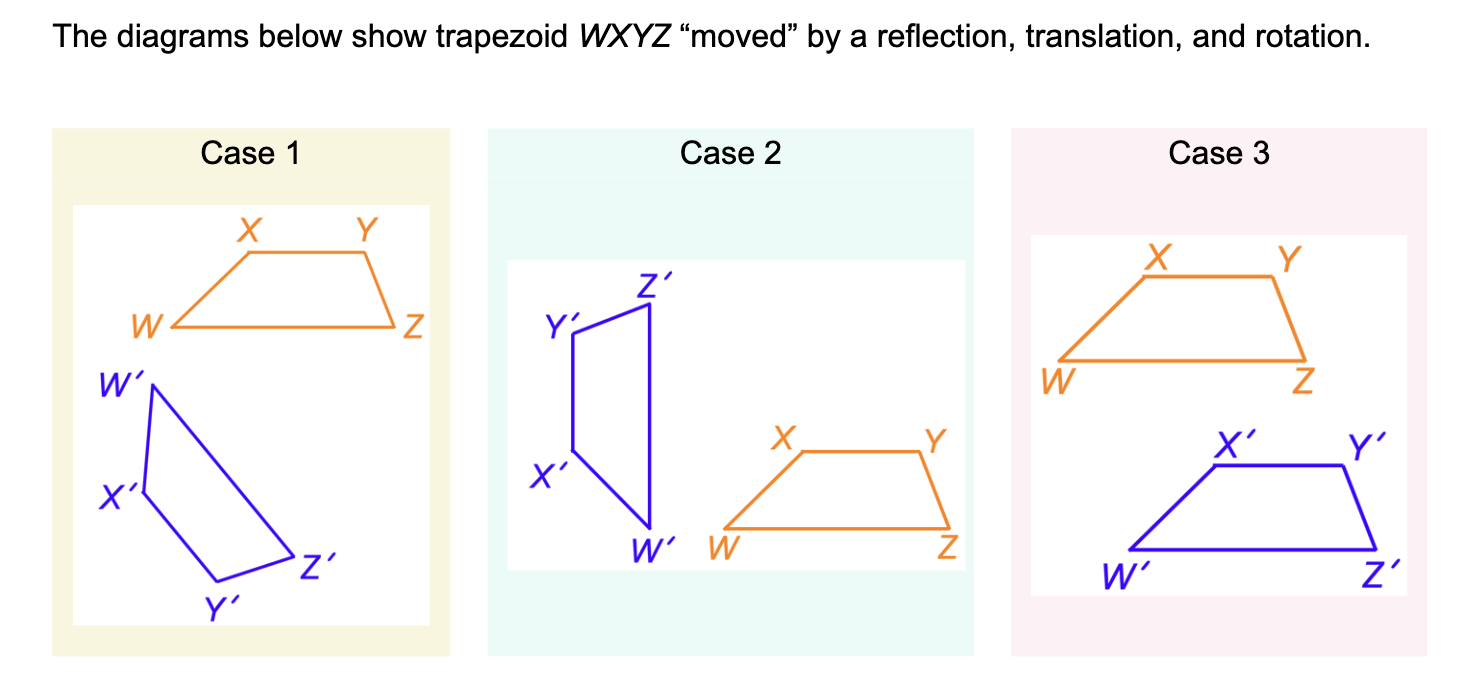 The diagrams below show trapezoid WXYZ “moved” by a reflection, translation, and rotation.
Case 1
X Y
W Z
W′
X′
Z′
Y′
Case 2
Z′
Y′
X Y
X′
W′ W Z
Case 3
X Y
W Z
X′ Y′
W′ Z′